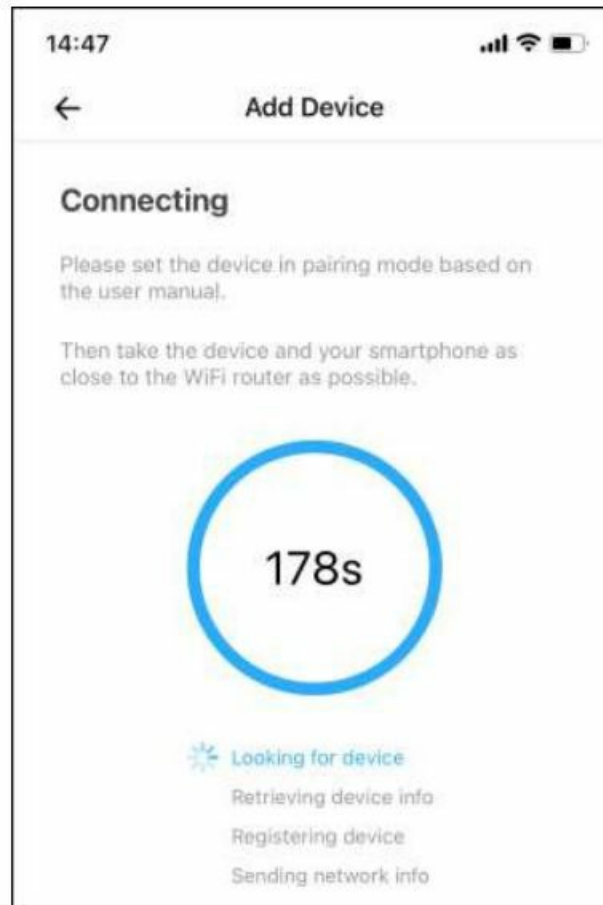 14:47
Add Device
Connecting
Please set the device in pairing mode based on
the user manual.
Then take the device and your smartphone as
close to the WiFi router as possible.
178s
Looking for device
Retrieving device info
Registering device
Sending network info